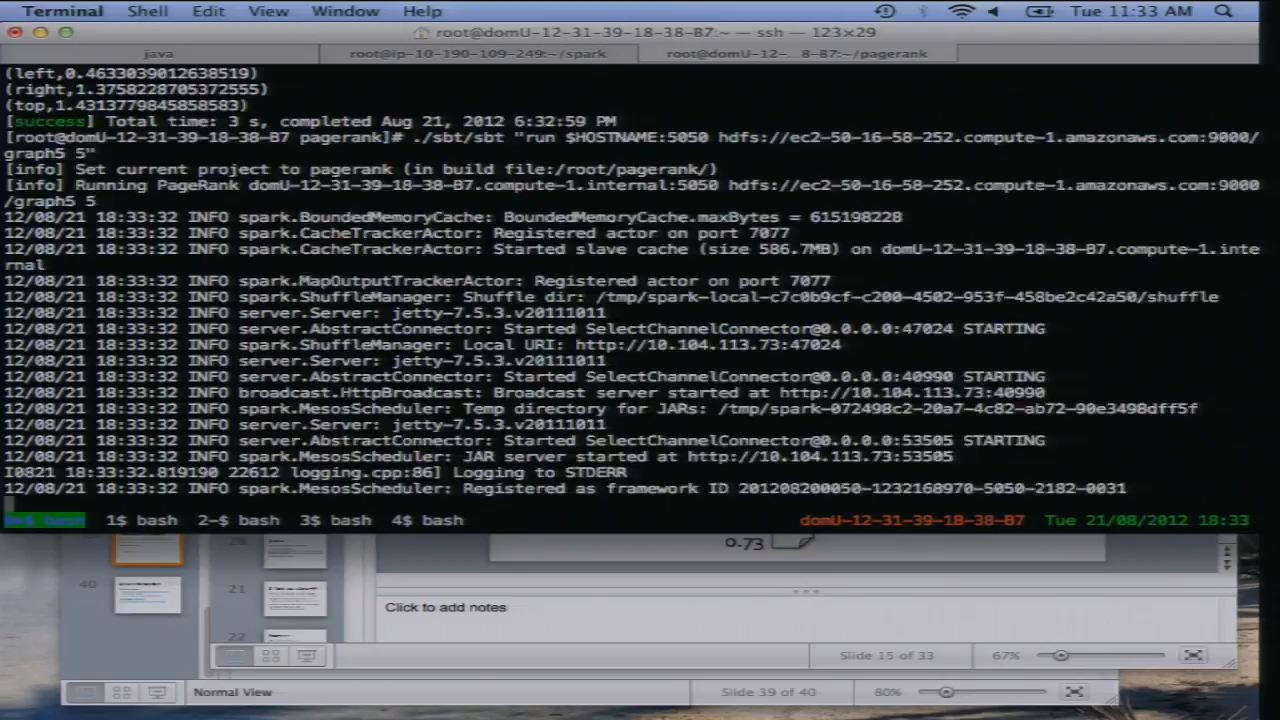 Terminal Shell Edit View Window Help Tue 11:33 AM
root@domU-12-31-39-18-38-B7:~ — ssh — 123×29
java root@ip-10-190-109-249:~/spark root@domU-12-... 8-B7:~/pagerank
(left,0.4633039012638519)
(right,1.3758228705372555)
(top,1.4313779845858583)
[success] Total time: 3 s, completed Aug 21, 2012 6:32:59 PM
[root@domU-12-31-39-18-38-B7 pagerank]# ./sbt/sbt "run $HOSTNAME:5050 hdfs://ec2-50-16-58-252.compute-1.amazonaws.com:9000/
graph5 5"
[info] Set current project to pagerank (in build file:/root/pagerank/)
[info] Running PageRank domU-12-31-39-18-38-B7.compute-1.internal:5050 hdfs://ec2-50-16-58-252.compute-1.amazonaws.com:9000
/graph5 5
12/08/21 18:33:32 INFO spark.BoundedMemoryCache: BoundedMemoryCache.maxBytes = 615198228
12/08/21 18:33:32 INFO spark.CacheTrackerActor: Registered actor on port 7077
12/08/21 18:33:32 INFO spark.CacheTrackerActor: Started slave cache (size 586.7MB) on domU-12-31-39-18-38-B7.compute-1.inte
rnal
12/08/21 18:33:32 INFO spark.MapOutputTrackerActor: Registered actor on port 7077
12/08/21 18:33:32 INFO spark.ShuffleManager: Shuffle dir: /tmp/spark-local-c7c0b9cf-c200-4502-953f-458be2c42a50/shuffle
12/08/21 18:33:32 INFO server.Server: jetty-7.5.3.v20111011
12/08/21 18:33:32 INFO server.AbstractConnector: Started SelectChannelConnector@0.0.0.0:47024 STARTING
12/08/21 18:33:32 INFO spark.ShuffleManager: Local URI: http://10.104.113.73:47024
12/08/21 18:33:32 INFO server.Server: jetty-7.5.3.v20111011
12/08/21 18:33:32 INFO server.AbstractConnector: Started SelectChannelConnector@0.0.0.0:40990 STARTING
12/08/21 18:33:32 INFO broadcast.HttpBroadcast: Broadcast server started at http://10.104.113.73:40990
12/08/21 18:33:32 INFO spark.MesosScheduler: Temp directory for JARs: /tmp/spark-072498c2-20a7-4c82-ab72-90e3498dff5f
12/08/21 18:33:32 INFO server.Server: jetty-7.5.3.v20111011
12/08/21 18:33:32 INFO server.AbstractConnector: Started SelectChannelConnector@0.0.0.0:53505 STARTING
12/08/21 18:33:32 INFO spark.MesosScheduler: JAR server started at http://10.104.113.73:53505
I0821 18:33:32.819190 22612 logging.cpp:86] Logging to STDERR
12/08/21 18:33:32 INFO spark.MesosScheduler: Registered as framework ID 201208200050-1232168970-5050-2182-0031
0*$ bash 1$ bash 2-$ bash 3$ bash 4$ bash domU-12-31-39-18-38-B7 Tue 21/08/2012 18:33
0.73
40
21
Click to add notes
22
Slide 15 of 33 67%
Normal View Slide 39 of 40 80%